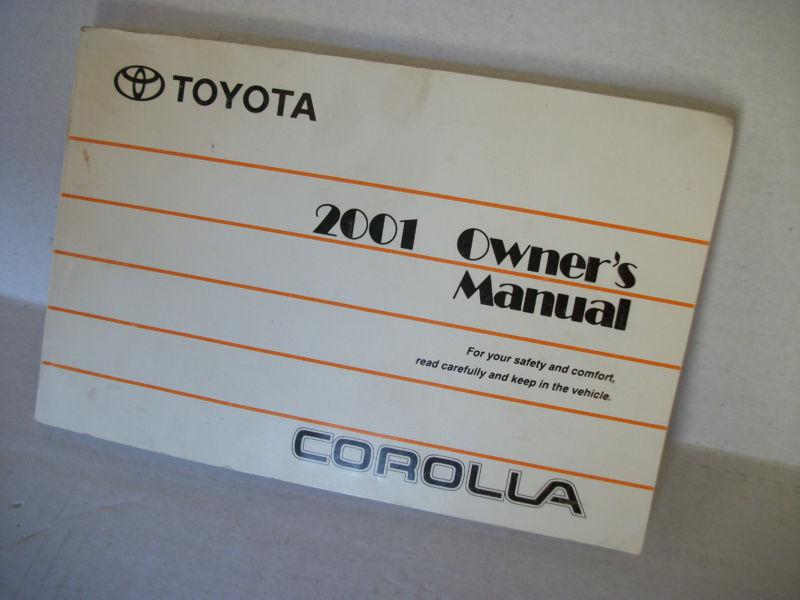 TOYOTA
2001 Owner's
Manual
For your safety and comfort,
read carefully and keep in the vehicle.
COROLLA